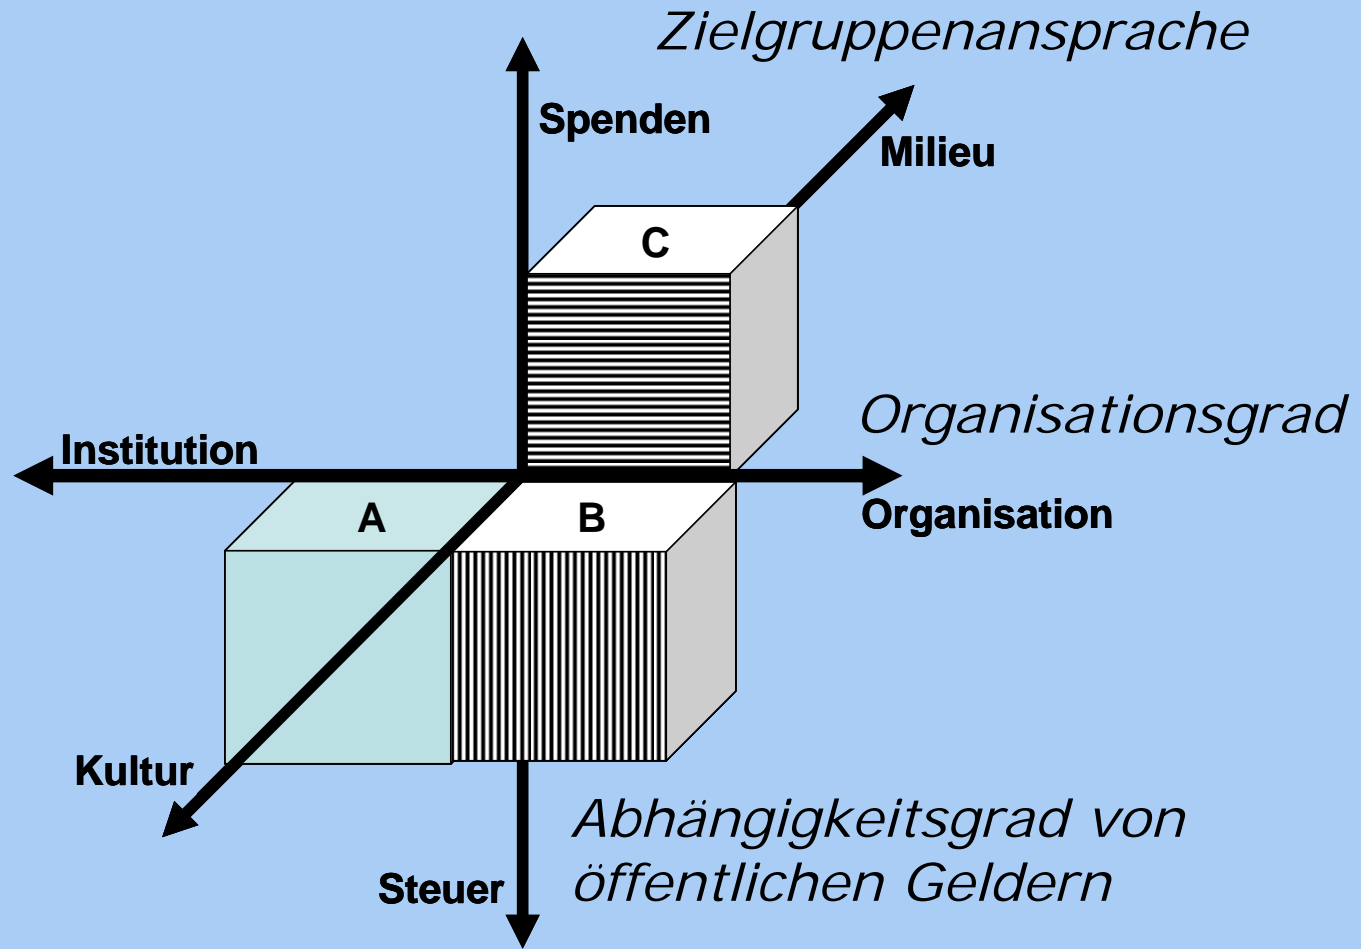 Zielgruppenansprache
Spenden
Milieu
C
Organisationsgrad
Institution
A
B
Organisation
Kultur
Abhängigkeitsgrad von
öffentlichen Geldern
Steuer